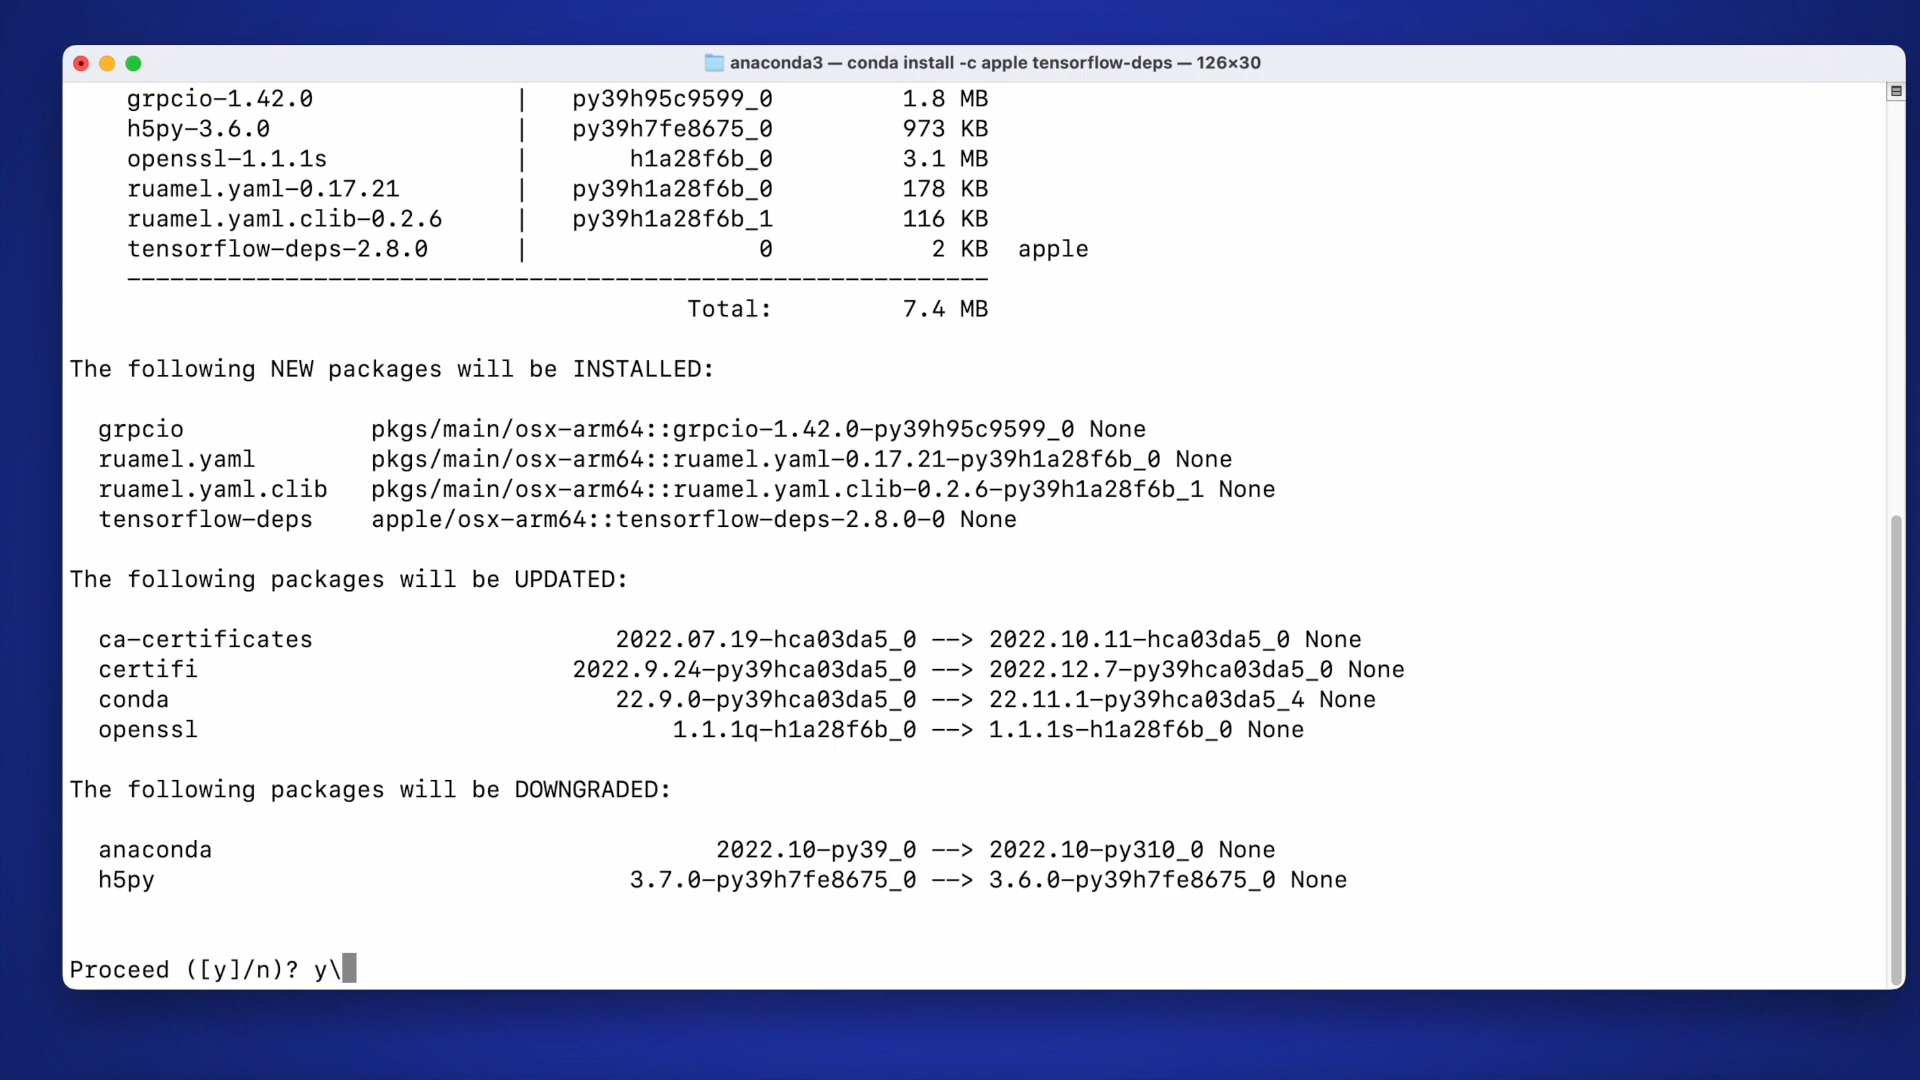 anaconda3 — conda install -c apple tensorflow-deps — 126×30
grpcio-1.42.0 | py39h95c9599_0 1.8 MB
h5py-3.6.0 | py39h7fe8675_0 973 KB
openssl-1.1.1s | h1a28f6b_0 3.1 MB
ruamel.yaml-0.17.21 | py39h1a28f6b_0 178 KB
ruamel.yaml.clib-0.2.6 | py39h1a28f6b_1 116 KB
tensorflow-deps-2.8.0 | 0 2 KB apple
------------------------------------------------------------
Total: 7.4 MB
The following NEW packages will be INSTALLED:
grpcio pkgs/main/osx-arm64::grpcio-1.42.0-py39h95c9599_0 None
ruamel.yaml pkgs/main/osx-arm64::ruamel.yaml-0.17.21-py39h1a28f6b_0 None
ruamel.yaml.clib pkgs/main/osx-arm64::ruamel.yaml.clib-0.2.6-py39h1a28f6b_1 None
tensorflow-deps apple/osx-arm64::tensorflow-deps-2.8.0-0 None
The following packages will be UPDATED:
ca-certificates 2022.07.19-hca03da5_0 --> 2022.10.11-hca03da5_0 None
certifi 2022.9.24-py39hca03da5_0 --> 2022.12.7-py39hca03da5_0 None
conda 22.9.0-py39hca03da5_0 --> 22.11.1-py39hca03da5_4 None
openssl 1.1.1q-h1a28f6b_0 --> 1.1.1s-h1a28f6b_0 None
The following packages will be DOWNGRADED:
anaconda 2022.10-py39_0 --> 2022.10-py310_0 None
h5py 3.7.0-py39h7fe8675_0 --> 3.6.0-py39h7fe8675_0 None
Proceed ([y]/n)? y\